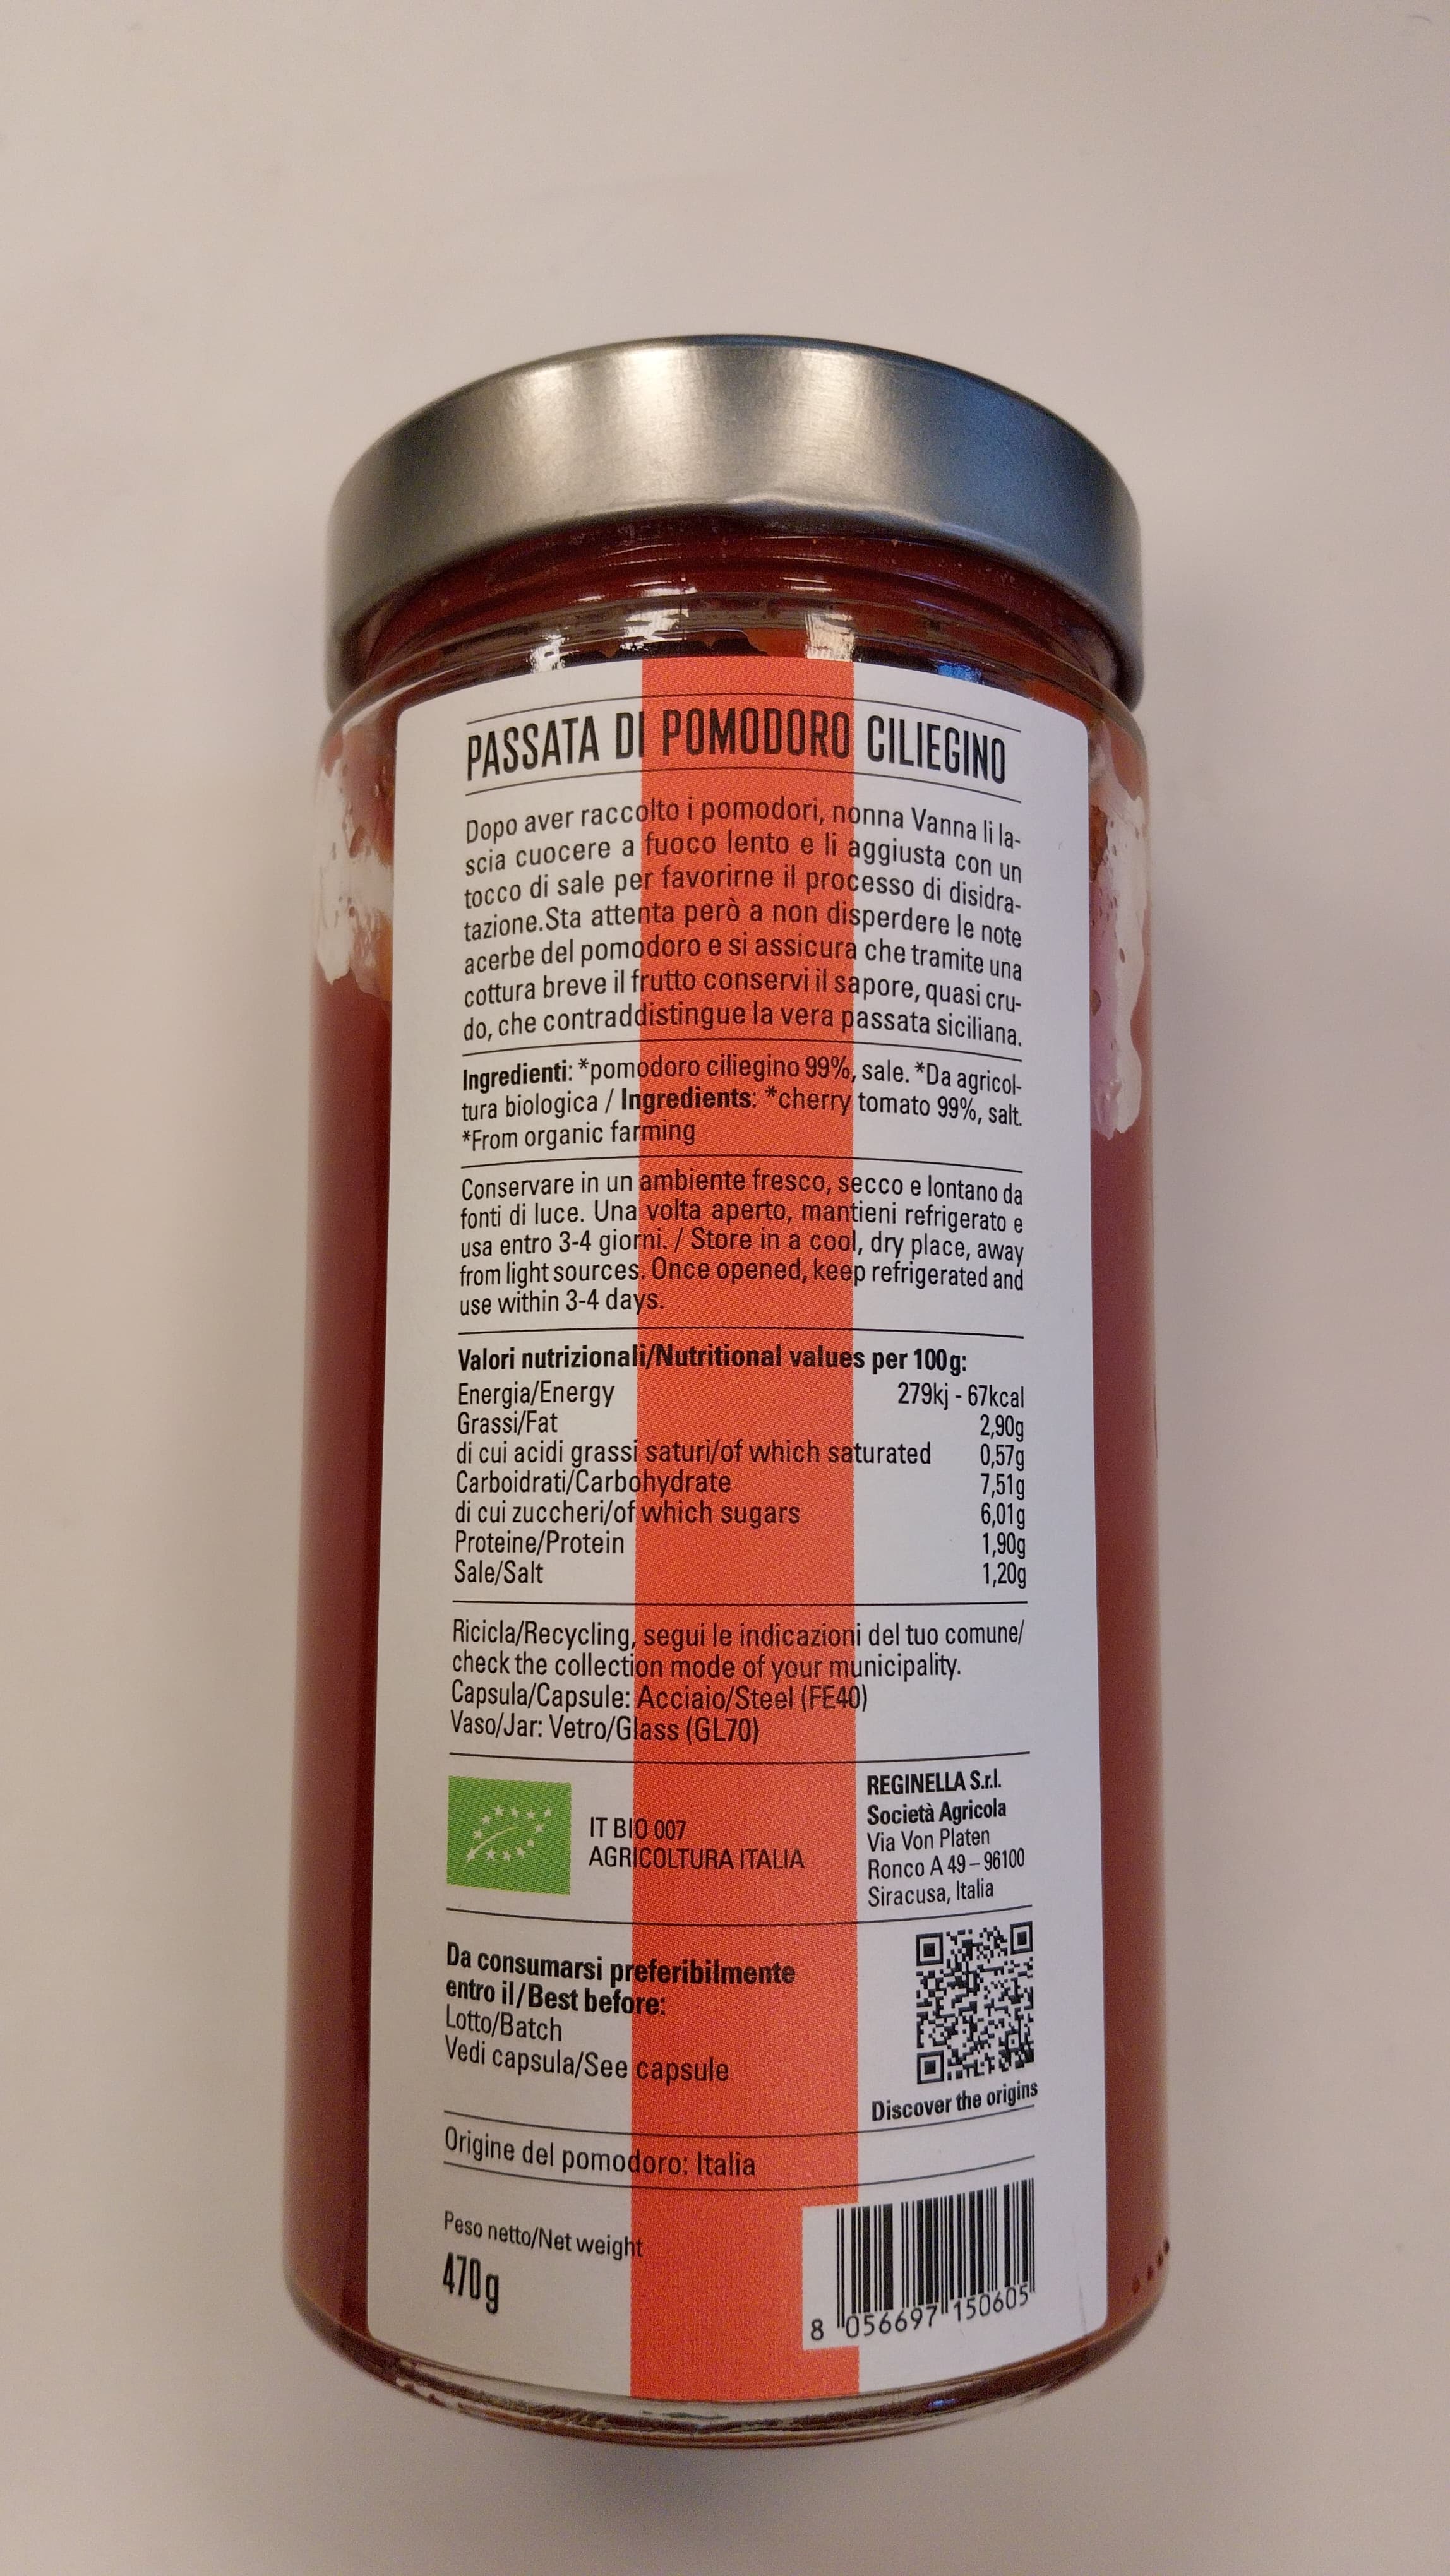 PASSATA DI POMODORO CILIEGINO
Dopo aver raccolto i pomodori, nonna Vanna li la-
scia cuocere a fuoco lento e li aggiusta con un
tocco di sale per favorirne il processo di disidra-
tazione.Sta attenta però a non disperdere le note
acerbe del pomodoro e si assicura che tramite una
cottura breve il frutto conservi il sapore, quasi cru-
do, che contraddistingue la vera passata siciliana.
Ingredienti: *pomodoro ciliegino 99%, sale. *Da agricol-
tura biologica / Ingredients: *cherry tomato 99%, salt.
*From organic farming
Conservare in un ambiente fresco, secco e lontano da
fonti di luce. Una volta aperto, mantieni refrigerato e
usa entro 3-4 giorni. / Store in a cool, dry place, away
from light sources. Once opened, keep refrigerated and
use within 3-4 days.
Valori nutrizionali/Nutritional values per 100g:
Energia/Energy 279kj - 67kcal
Grassi/Fat 2,90g
di cui acidi grassi saturi/of which saturated 0,57g
Carboidrati/Carbohydrate 7,51g
di cui zuccheri/of which sugars 6,01g
Proteine/Protein 1,90g
Sale/Salt 1,20g
Ricicla/Recycling, segui le indicazioni del tuo comune/
check the collection mode of your municipality.
Capsula/Capsule: Acciaio/Steel (FE40)
Vaso/Jar: Vetro/Glass (GL70)
IT BIO 007
AGRICOLTURA ITALIA
REGINELLA S.r.l.
Società Agricola
Via Von Platen
Ronco A 49 – 96100
Siracusa, Italia
Da consumarsi preferibilmente
entro il/Best before:
Lotto/Batch
Vedi capsula/See capsule
Discover the origins
Origine del pomodoro: Italia
Peso netto/Net weight
470g
8 056697 150605